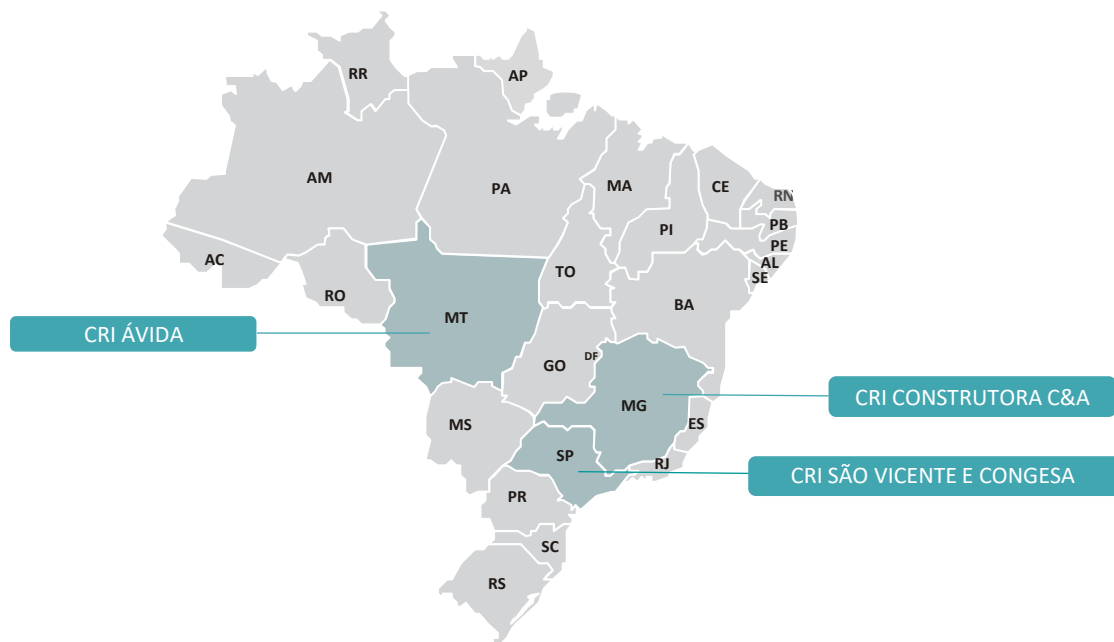 RR
AP
AM
PA
MA
CE
RN
PI
PB
PE
AC
AL
TO
SE
RO
BA
MT
CRI ÁVIDA
DF
GO
CRI CONSTRUTORA C&A
MG
MS
ES
SP
RJ
CRI SÃO VICENTE E CONGESA
PR
SC
RS